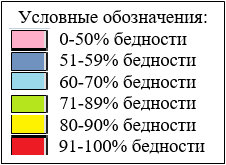 Условные обозначения:
0-50% бедности
51-59% бедности
60-70% бедности
71-89% бедности
80-90% бедности
91-100% бедности